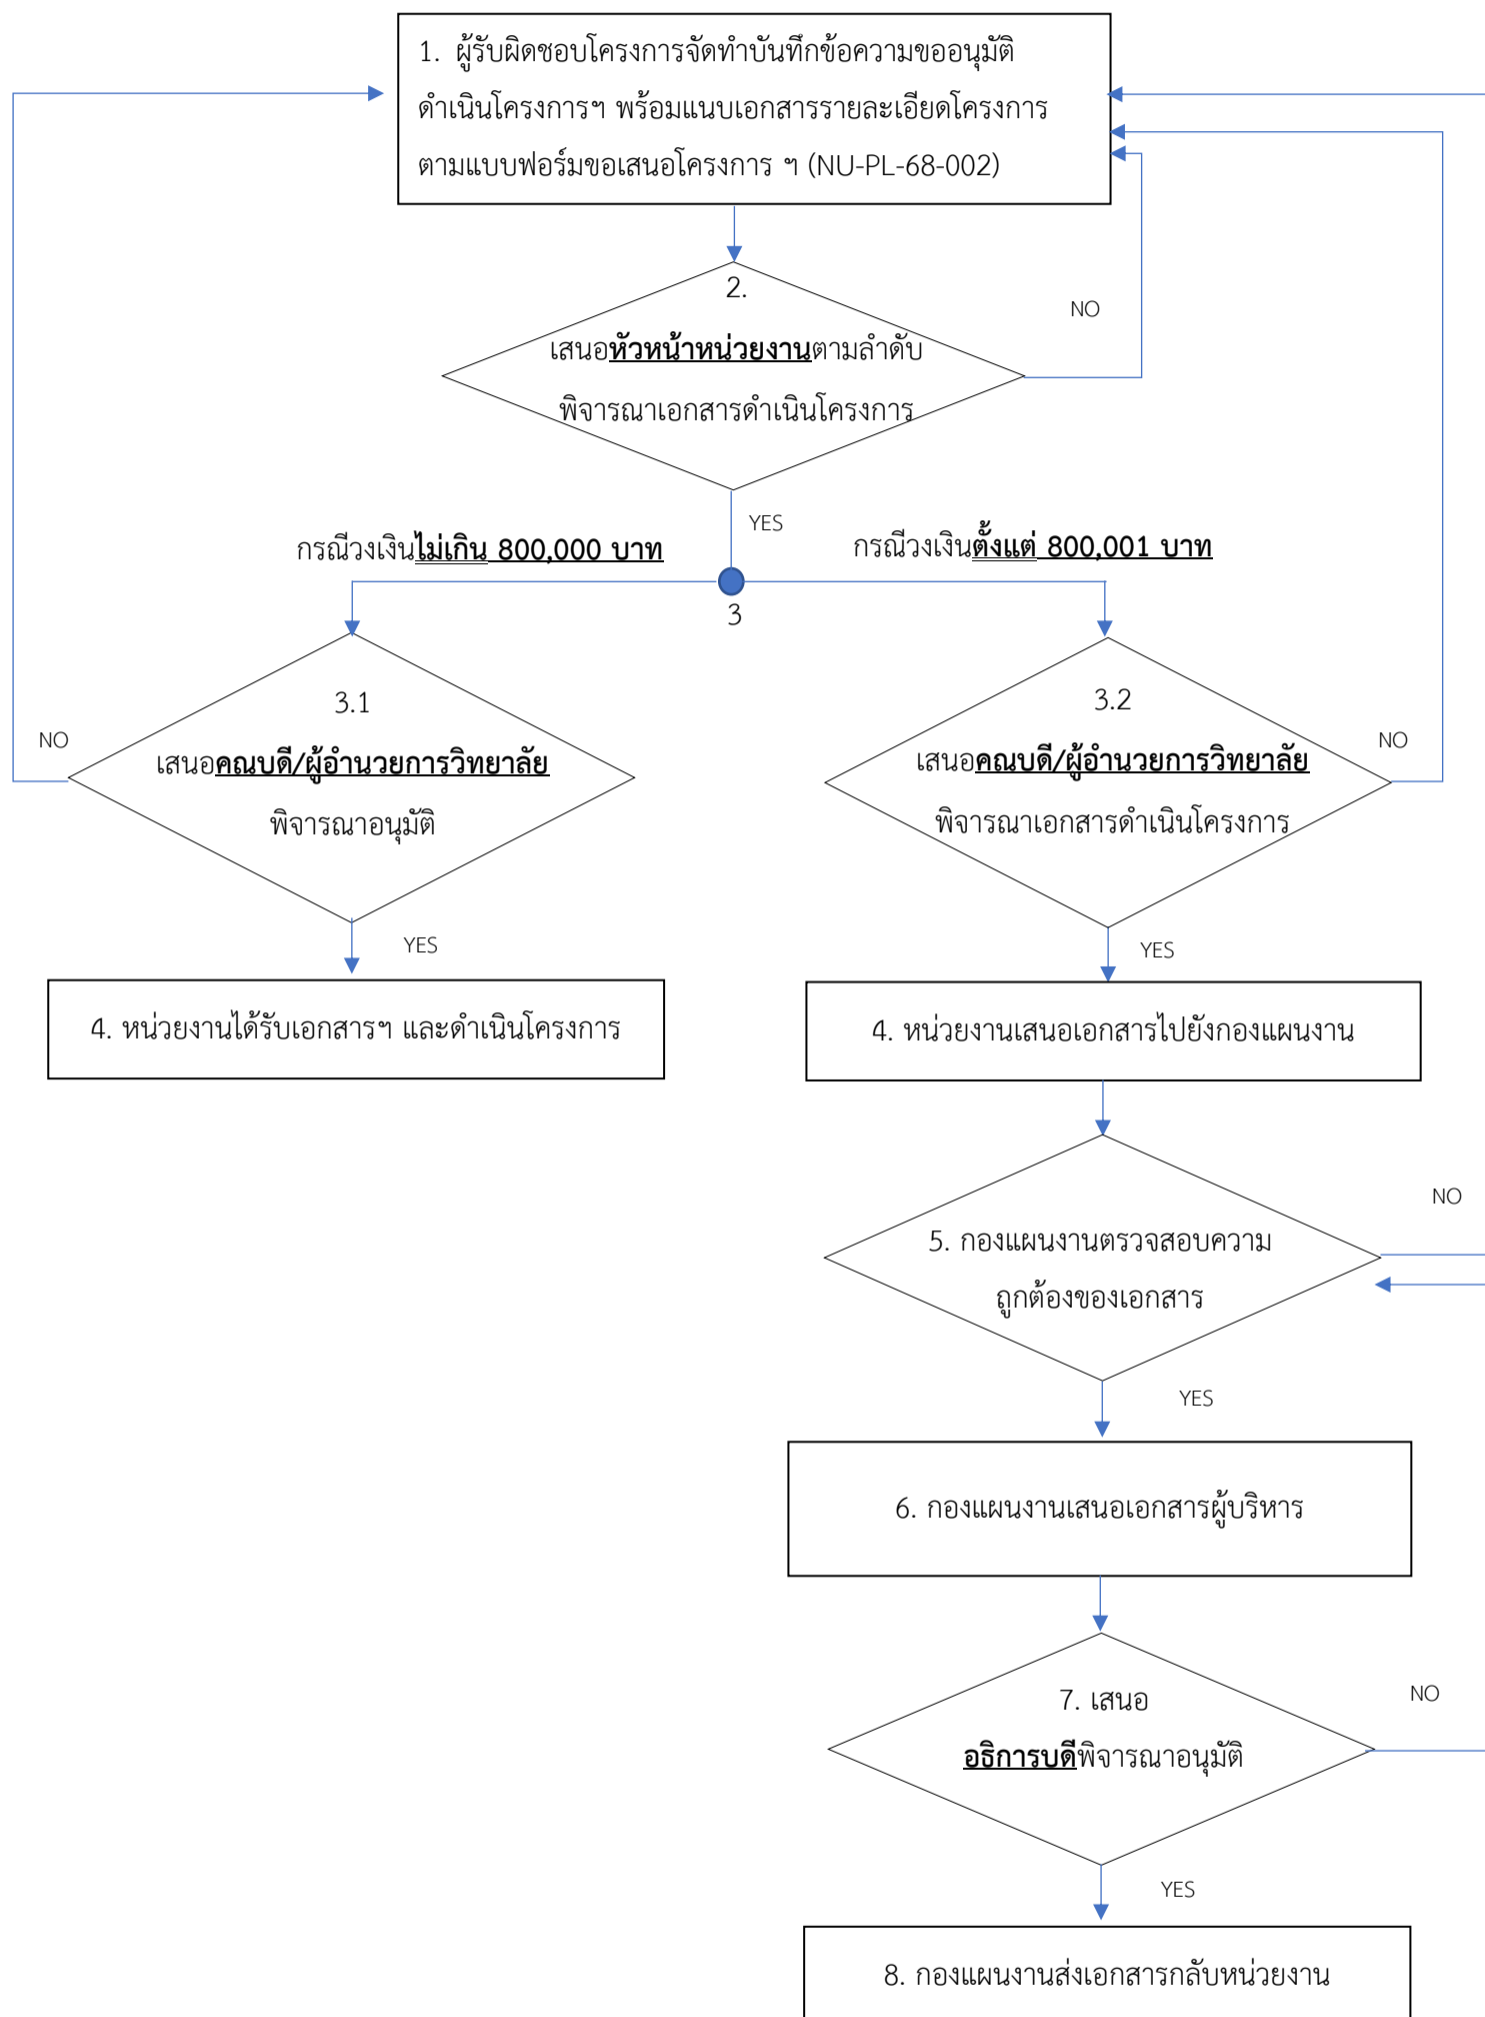 1. ผู้รับผิดชอบโครงการจัดทำบันทึกข้อความขออนุมัติ
ดำเนินโครงการฯ พร้อมแนบเอกสารรายละเอียดโครงการ
ตามแบบฟอร์มขอเสนอโครงการ ฯ (NU-PL-68-002)
2.
NO
เสนอหัวหน้าหน่วยงานตามลำดับ
พิจารณาเอกสารดำเนินโครงการ
YES
กรณีวงเงินไม่เกิน 800,000 บาท
กรณีวงเงินตั้งแต่ 800,001 บาท
3
3.1
NO
เสนอคณบดี/ผู้อำนวยการวิทยาลัย
พิจารณาอนุมัติ
YES
3.2
NO
เสนอคณบดี/ผู้อำนวยการวิทยาลัย
พิจารณาเอกสารดำเนินโครงการ
YES
4. หน่วยงานได้รับเอกสารฯ และดำเนินโครงการ
4. หน่วยงานเสนอเอกสารไปยังกองแผนงาน
NO
5. กองแผนงานตรวจสอบความ
ถูกต้องของเอกสาร
YES
6. กองแผนงานเสนอเอกสารผู้บริหาร
7. เสนอ
NO
อธิการบดีพิจารณาอนุมัติ
YES
8. กองแผนงานส่งเอกสารกลับหน่วยงาน